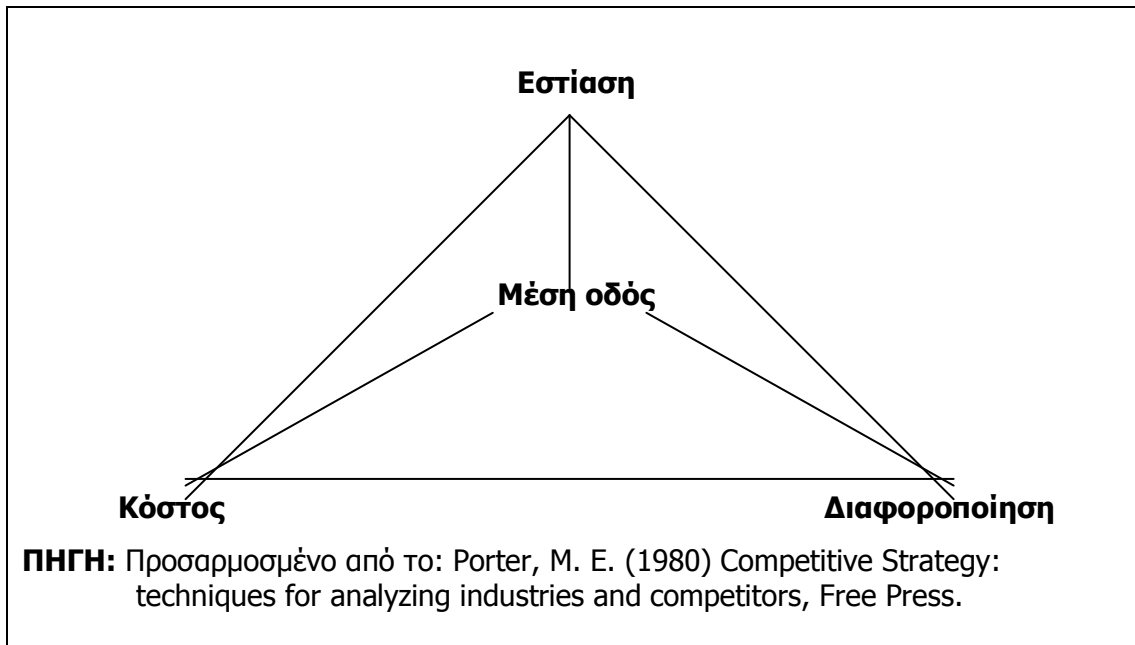 Εστίαση
Μέση οδός
Κόστος Διαφοροποίηση
ΠΗΓΗ: Προσαρμοσμένο από το: Porter, M. E. (1980) Competitive Strategy:
techniques for analyzing industries and competitors, Free Press.